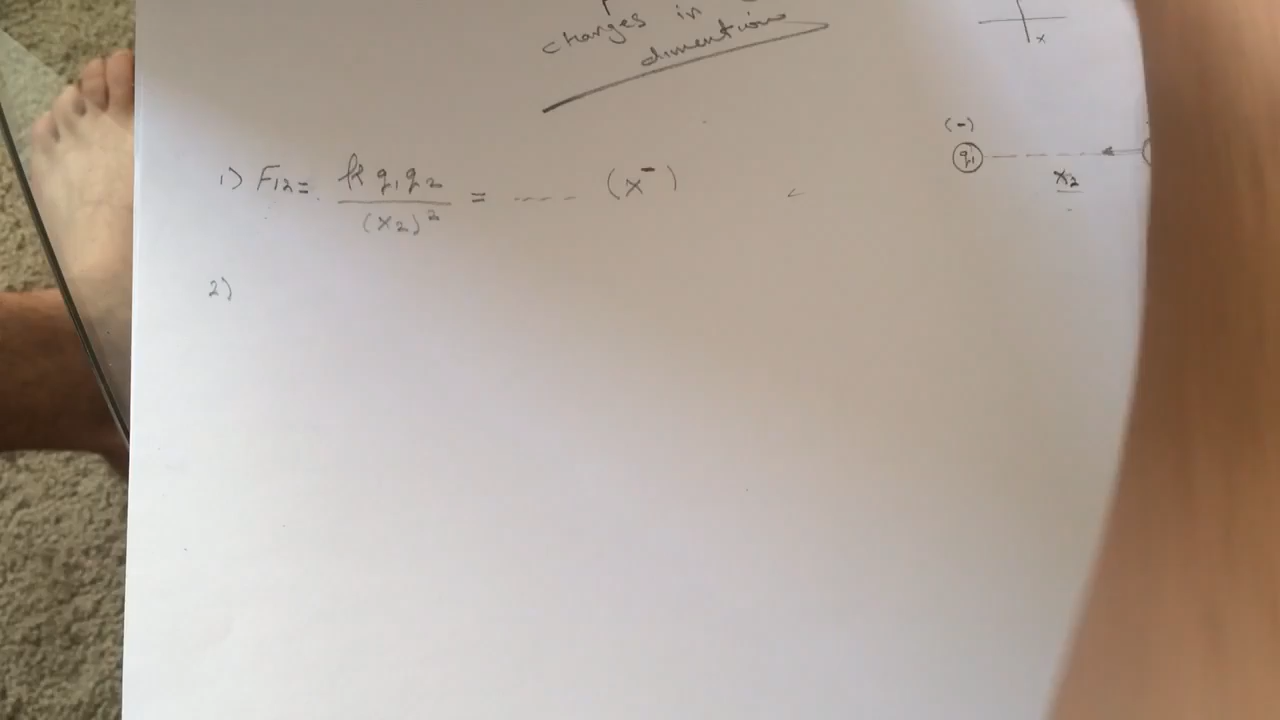 charges in
dimentions
x
(-)
q1
x2
1) F12 = k q1 q2 / (x2)^2 = ---- (x^-)
2)